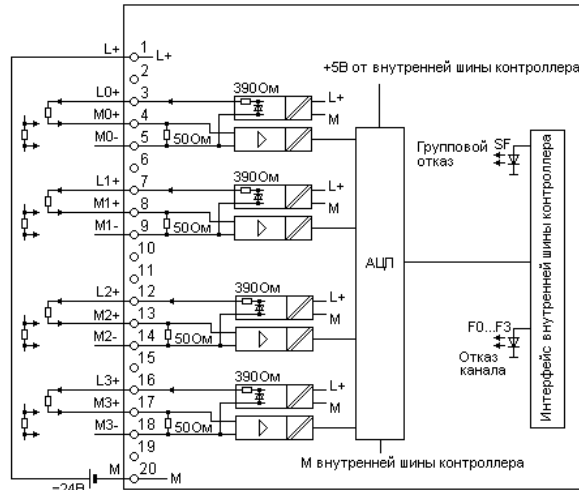 L+ 1 L+
2
+5В от внутренней шины контроллера
L0+ 3 390Ом L+
M0+ 4 M
M0- 5 50Ом
6
Групповой отказ SF
L1+ 7 390Ом L+
M1+ 8 M
M1- 9 50Ом
10
АЦП
Интерфейс внутренней шины контроллера
11
L2+ 12 390Ом L+
M2+ 13 M
M2- 14 50Ом
F0...F3
Отказ канала
15
L3+ 16 390Ом L+
M3+ 17 M
M3- 18 50Ом
19
М внутренней шины контроллера
M 20 M
=24В